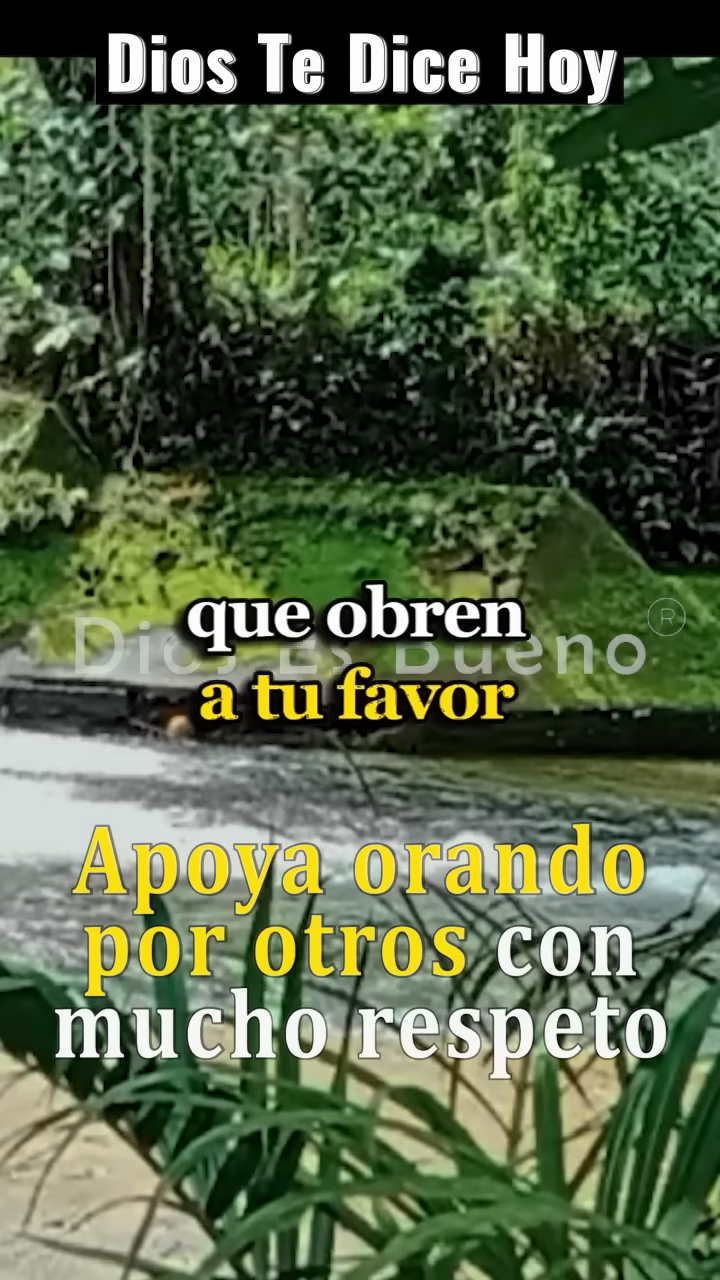 Dios Te Dice Hoy
que obren
Dios Es Bueno ®
a tu favor
Apoya orando
por otros con
mucho respeto